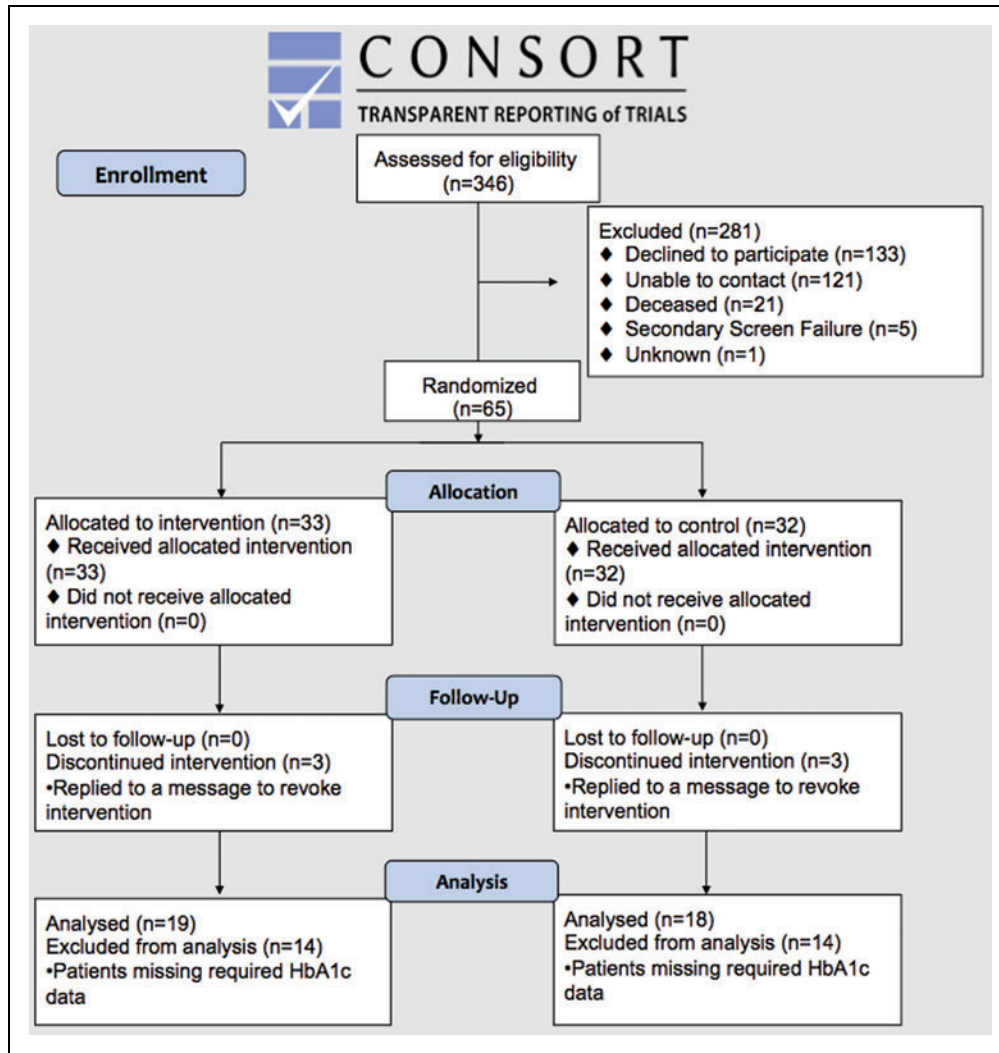 CONSORT
TRANSPARENT REPORTING of TRIALS
Enrollment
Assessed for eligibility
(n=346)
Excluded (n=281)
♦ Declined to participate (n=133)
♦ Unable to contact (n=121)
♦ Deceased (n=21)
♦ Secondary Screen Failure (n=5)
♦ Unknown (n=1)
Randomized
(n=65)
Allocation
Allocated to intervention (n=33)
♦ Received allocated intervention
(n=33)
♦ Did not receive allocated
intervention (n=0)
Allocated to control (n=32)
♦ Received allocated intervention
(n=32)
♦ Did not receive allocated
intervention (n=0)
Follow-Up
Lost to follow-up (n=0)
Discontinued intervention (n=3)
•Replied to a message to revoke
intervention
Lost to follow-up (n=0)
Discontinued intervention (n=3)
•Replied to a message to revoke
intervention
Analysis
Analysed (n=19)
Excluded from analysis (n=14)
•Patients missing required HbA1c
data
Analysed (n=18)
Excluded from analysis (n=14)
•Patients missing required HbA1c
data